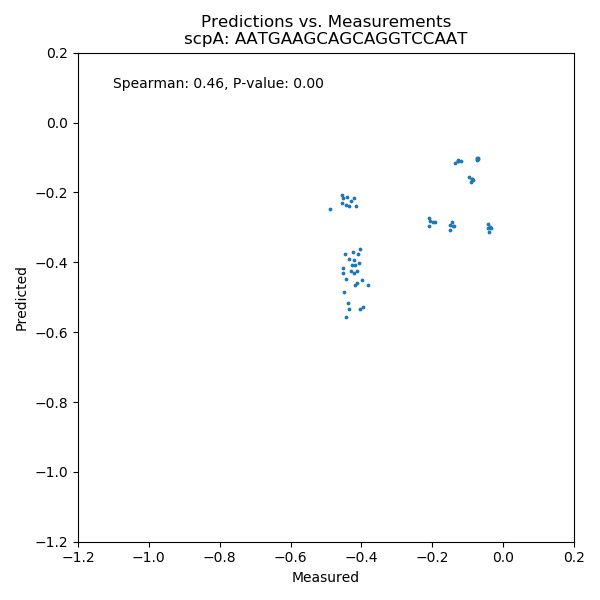 Predictions vs. Measurements
scpA: AATGAAGCAGCAGGTCCAAT
Spearman: 0.46, P-value: 0.00
0.2
0.0
−0.2
−0.4
−0.6
−0.8
−1.0
−1.2
Predicted
−1.2 −1.0 −0.8 −0.6 −0.4 −0.2 0.0 0.2
Measured